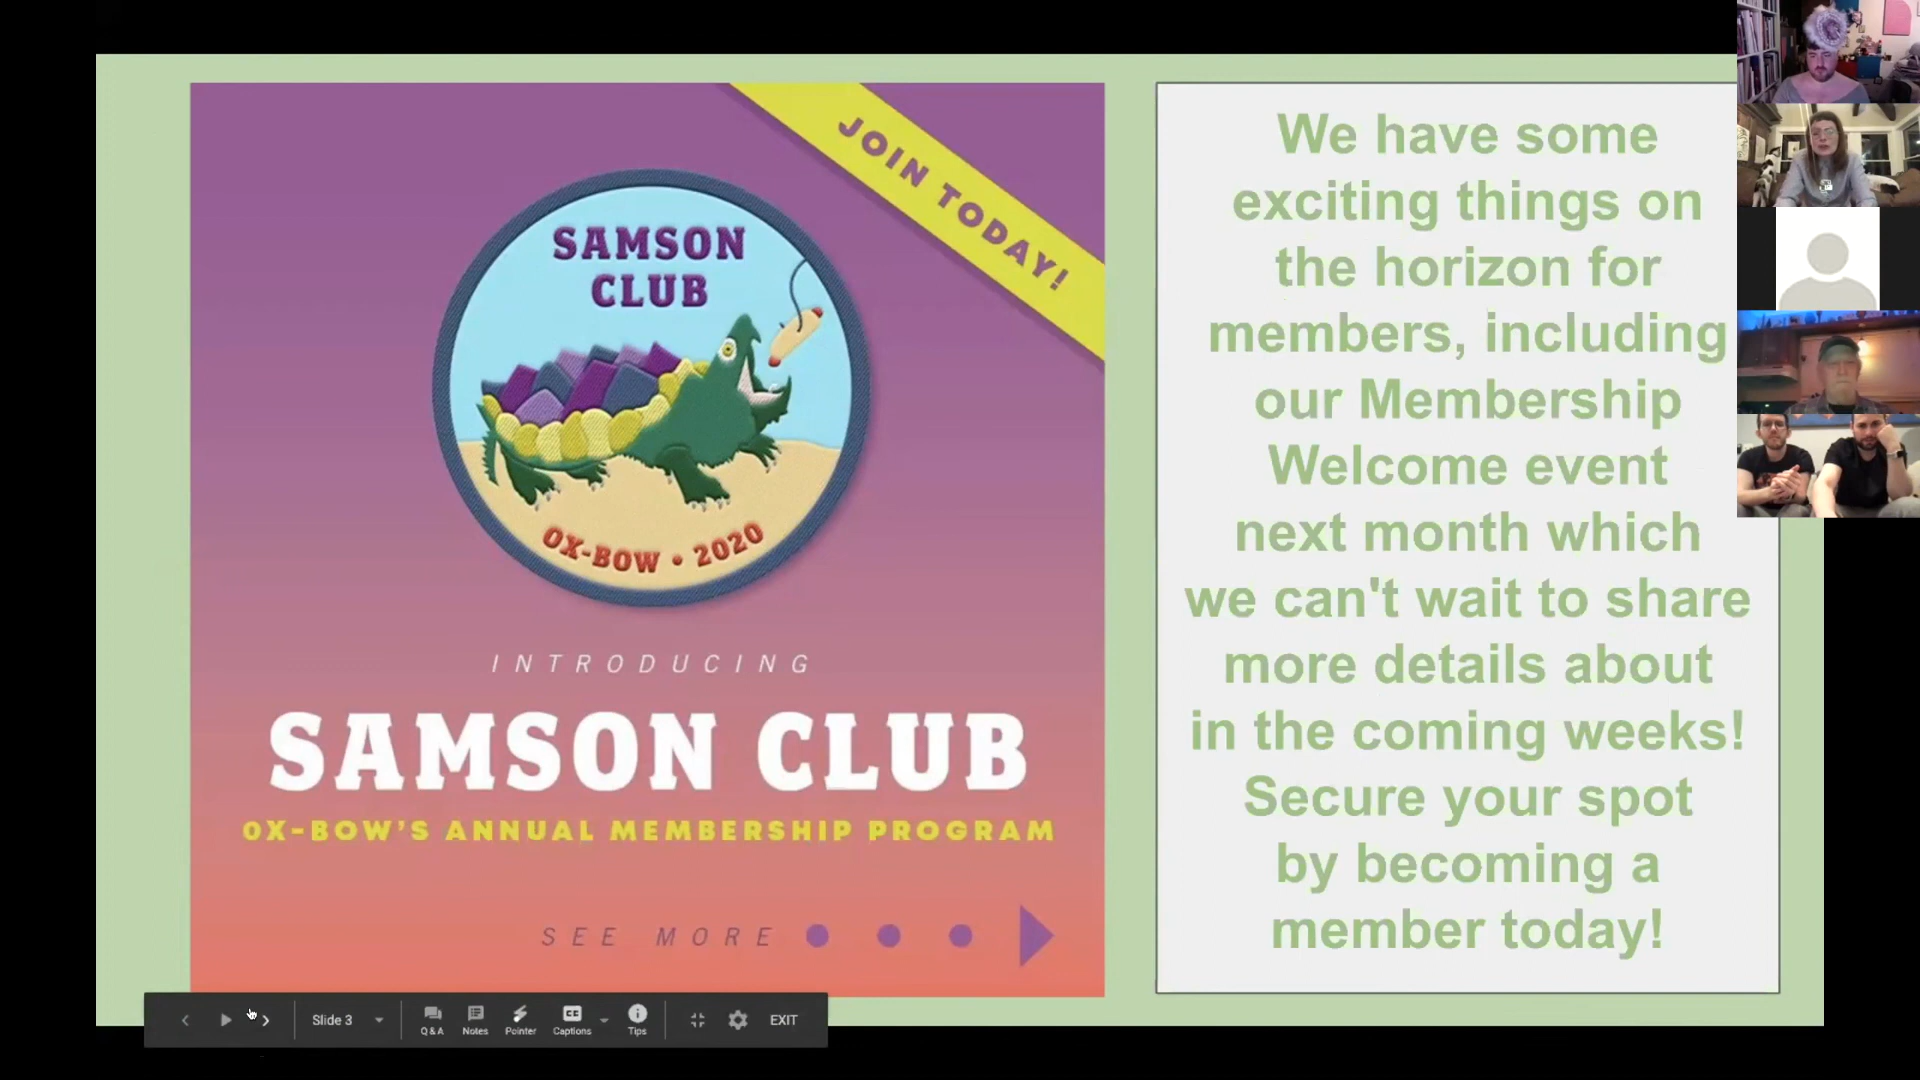 JOIN TODAY!
SAMSON
CLUB
OX-BOW • 2020
INTRODUCING
SAMSON CLUB
OX-BOW'S ANNUAL MEMBERSHIP PROGRAM
SEE MORE
We have some
exciting things on
the horizon for
members, including
our Membership
Welcome event
next month which
we can't wait to share
more details about
in the coming weeks!
Secure your spot
by becoming a
member today!
Slide 3
Q&A
Notes
Pointer
CC
Captions
Tips
EXIT